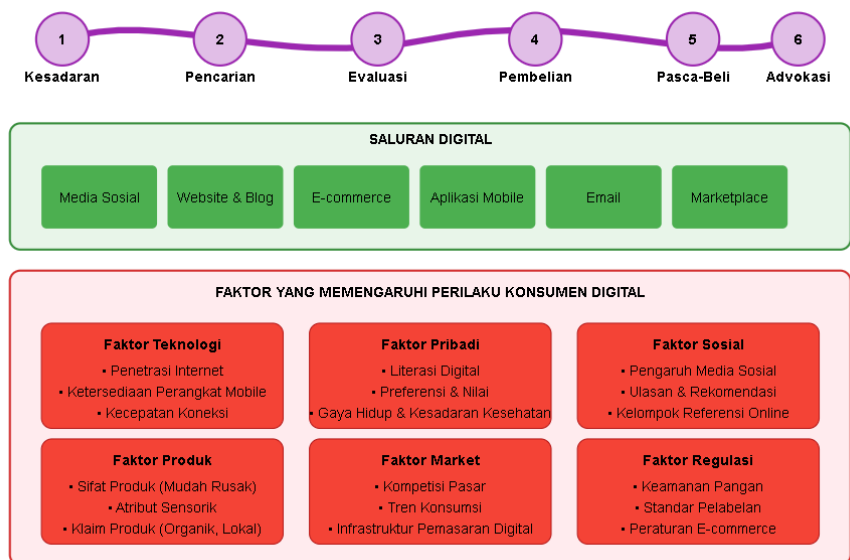 1 2 3 4 5 6
Kesadaran Pencarian Evaluasi Pembelian Pasca-Beli Advokasi
SALURAN DIGITAL
Media Sosial Website & Blog E-commerce Aplikasi Mobile Email Marketplace
FAKTOR YANG MEMENGARUHI PERILAKU KONSUMEN DIGITAL
Faktor Teknologi
• Penetrasi Internet
• Ketersediaan Perangkat Mobile
• Kecepatan Koneksi
Faktor Pribadi
• Literasi Digital
• Preferensi & Nilai
• Gaya Hidup & Kesadaran Kesehatan
Faktor Sosial
• Pengaruh Media Sosial
• Ulasan & Rekomendasi
• Kelompok Referensi Online
Faktor Produk
• Sifat Produk (Mudah Rusak)
• Atribut Sensorik
• Klaim Produk (Organik, Lokal)
Faktor Market
• Kompetisi Pasar
• Tren Konsumsi
• Infrastruktur Pemasaran Digital
Faktor Regulasi
• Keamanan Pangan
• Standar Pelabelan
• Peraturan E-commerce